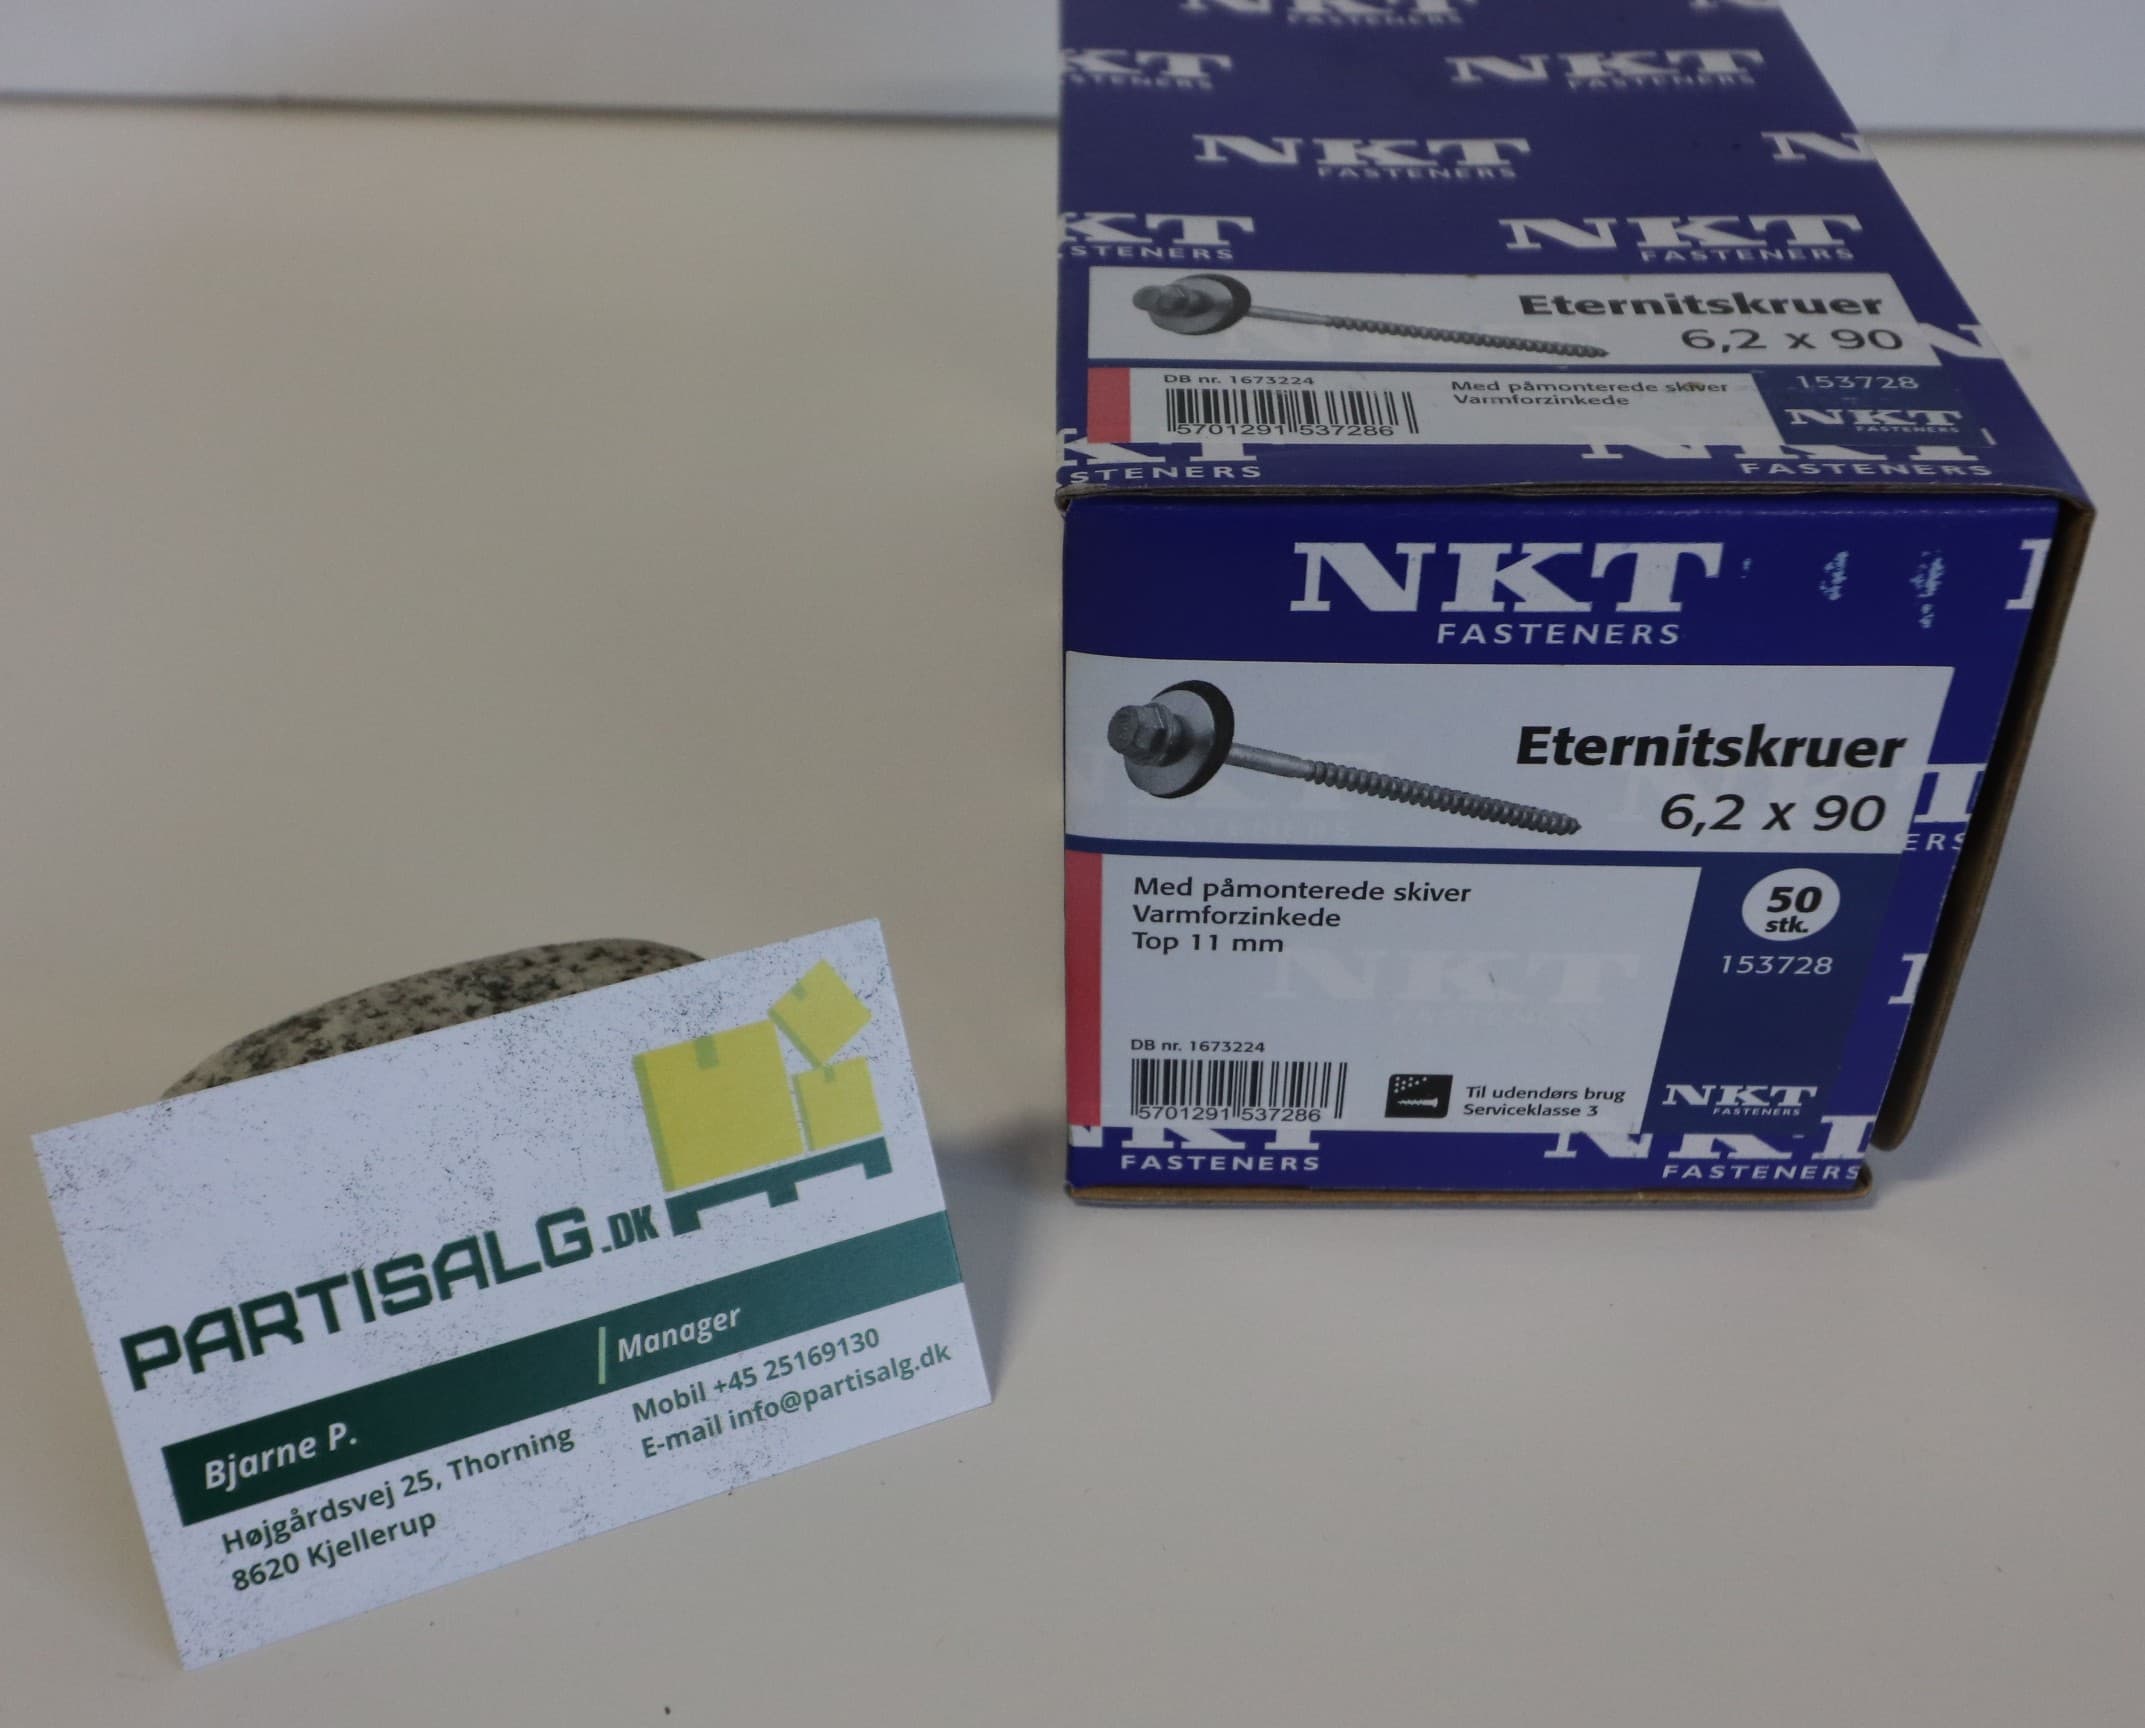 NKT
FASTENERS
NKT
FASTENERS
NKT
FASTENERS
NKT
FASTENERS
Eternitskruer
6,2 x 90
DB nr. 1673224
5701291 537286
Med påmonterede skiver
Varmforzinkede
153728
NKT
FASTENERS
FASTENERS
NKT
FASTENERS
Eternitskruer
6,2 x 90
Med påmonterede skiver
Varmforzinkede
Top 11 mm
50
stk.
153728
DB nr. 1673224
5701291 537286
Til udendørs brug
Serviceklasse 3
NKT
FASTENERS
FASTENERS
FASTENERS
PARTISALG.DK
Bjarne P.
Manager
Højgårdsvej 25, Thorning
8620 Kjellerup
Mobil +45 25169130
E-mail info@partisalg.dk